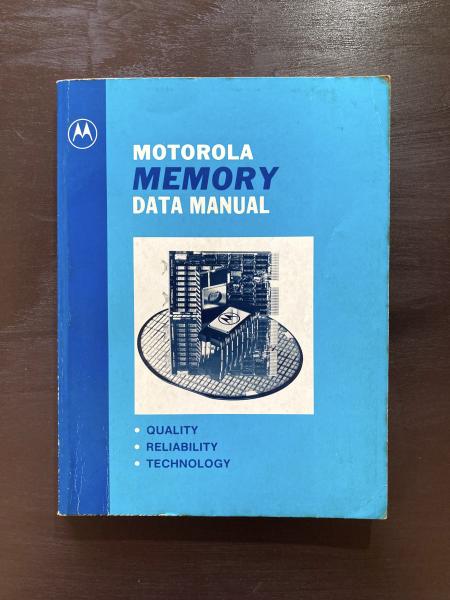 MOTOROLA
MEMORY
DATA MANUAL
• QUALITY
• RELIABILITY
• TECHNOLOGY